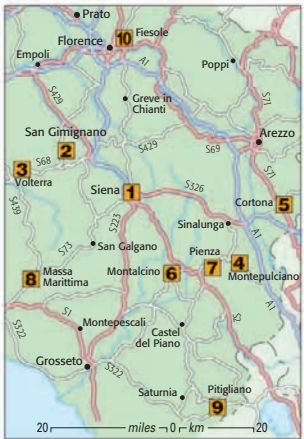 Prato
Florence 10 Fiesole
Empoli
A1
Poppi
S71
S429
Greve in
Chianti
San Gimignano
S429
S69
Arezzo
2
S68
3
Volterra
S71
Siena 1
S326
Cortona 5
S439
S223
Sinalunga
A1
S73
San Galgano
Pienza
8 Massa
Marittima
Montalcino 6
7
4
Montepulciano
A1
S322
S1
Montepescali
Castel
del Piano
S2
Grosseto
S322
Saturnia
Pitigliano
9
20 miles 0 km 20